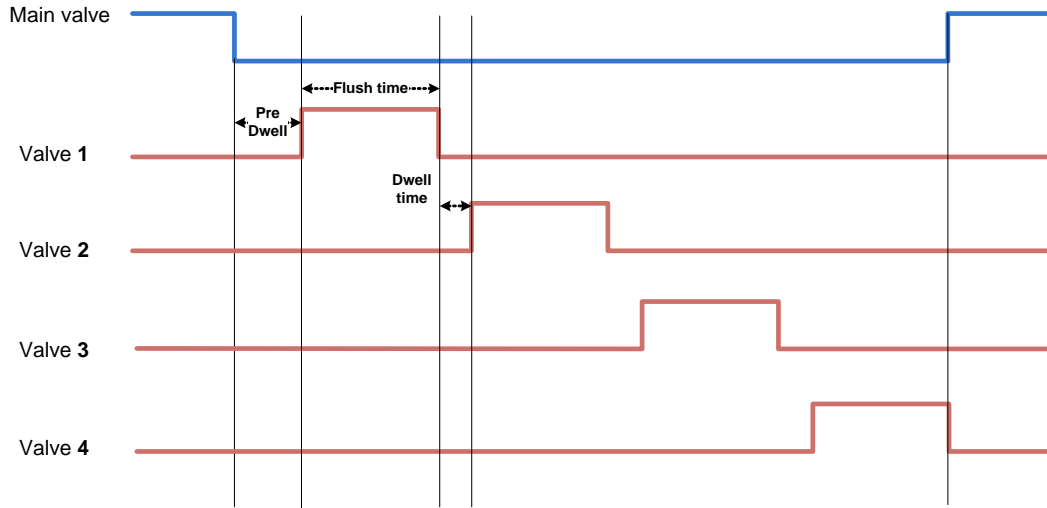 Main valve
Flush time
Pre
Dwell
Valve 1
Dwell
time
Valve 2
Valve 3
Valve 4